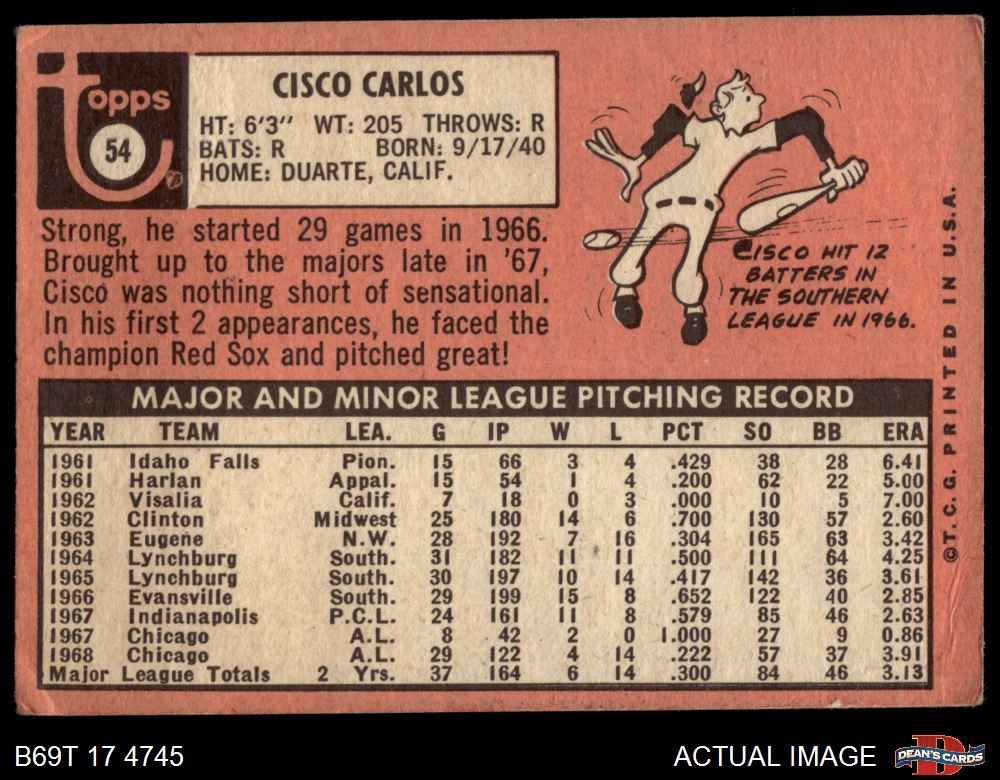 topps
54
CISCO CARLOS
HT: 6'3" WT: 205 THROWS: R
BATS: R BORN: 9/17/40
HOME: DUARTE, CALIF.
Strong, he started 29 games in 1966.
Brought up to the majors late in '67,
Cisco was nothing short of sensational.
In his first 2 appearances, he faced the
champion Red Sox and pitched great!
CISCO HIT 12
BATTERS IN
THE SOUTHERN
LEAGUE IN 1966.
MAJOR AND MINOR LEAGUE PITCHING RECORD
YEAR TEAM LEA. G IP W L PCT SO BB ERA
1961 Idaho Falls Pion. 15 66 3 4 .429 38 28 6.41
1961 Harlan Appal. 15 54 1 4 .200 62 22 5.00
1962 Visalia Calif. 7 18 0 3 .000 10 5 7.00
1962 Clinton Midwest 25 180 14 6 .700 130 57 2.60
1963 Eugene N.W. 28 192 7 16 .304 165 63 3.42
1964 Lynchburg South. 31 182 11 11 .500 111 64 4.25
1965 Lynchburg South. 30 197 10 14 .417 142 36 3.61
1966 Evansville South. 29 199 15 8 .652 122 40 2.85
1967 Indianapolis P.C.L. 24 161 11 8 .579 85 46 2.63
1967 Chicago A.L. 8 42 2 0 1.000 27 9 0.86
1968 Chicago A.L. 29 122 4 14 .222 57 37 3.91
Major League Totals 2 Yrs. 37 164 6 14 .300 84 46 3.13
©T.C.G. PRINTED IN U.S.A.
B69T 17 4745
ACTUAL IMAGE
D
DEAN'S CARDS